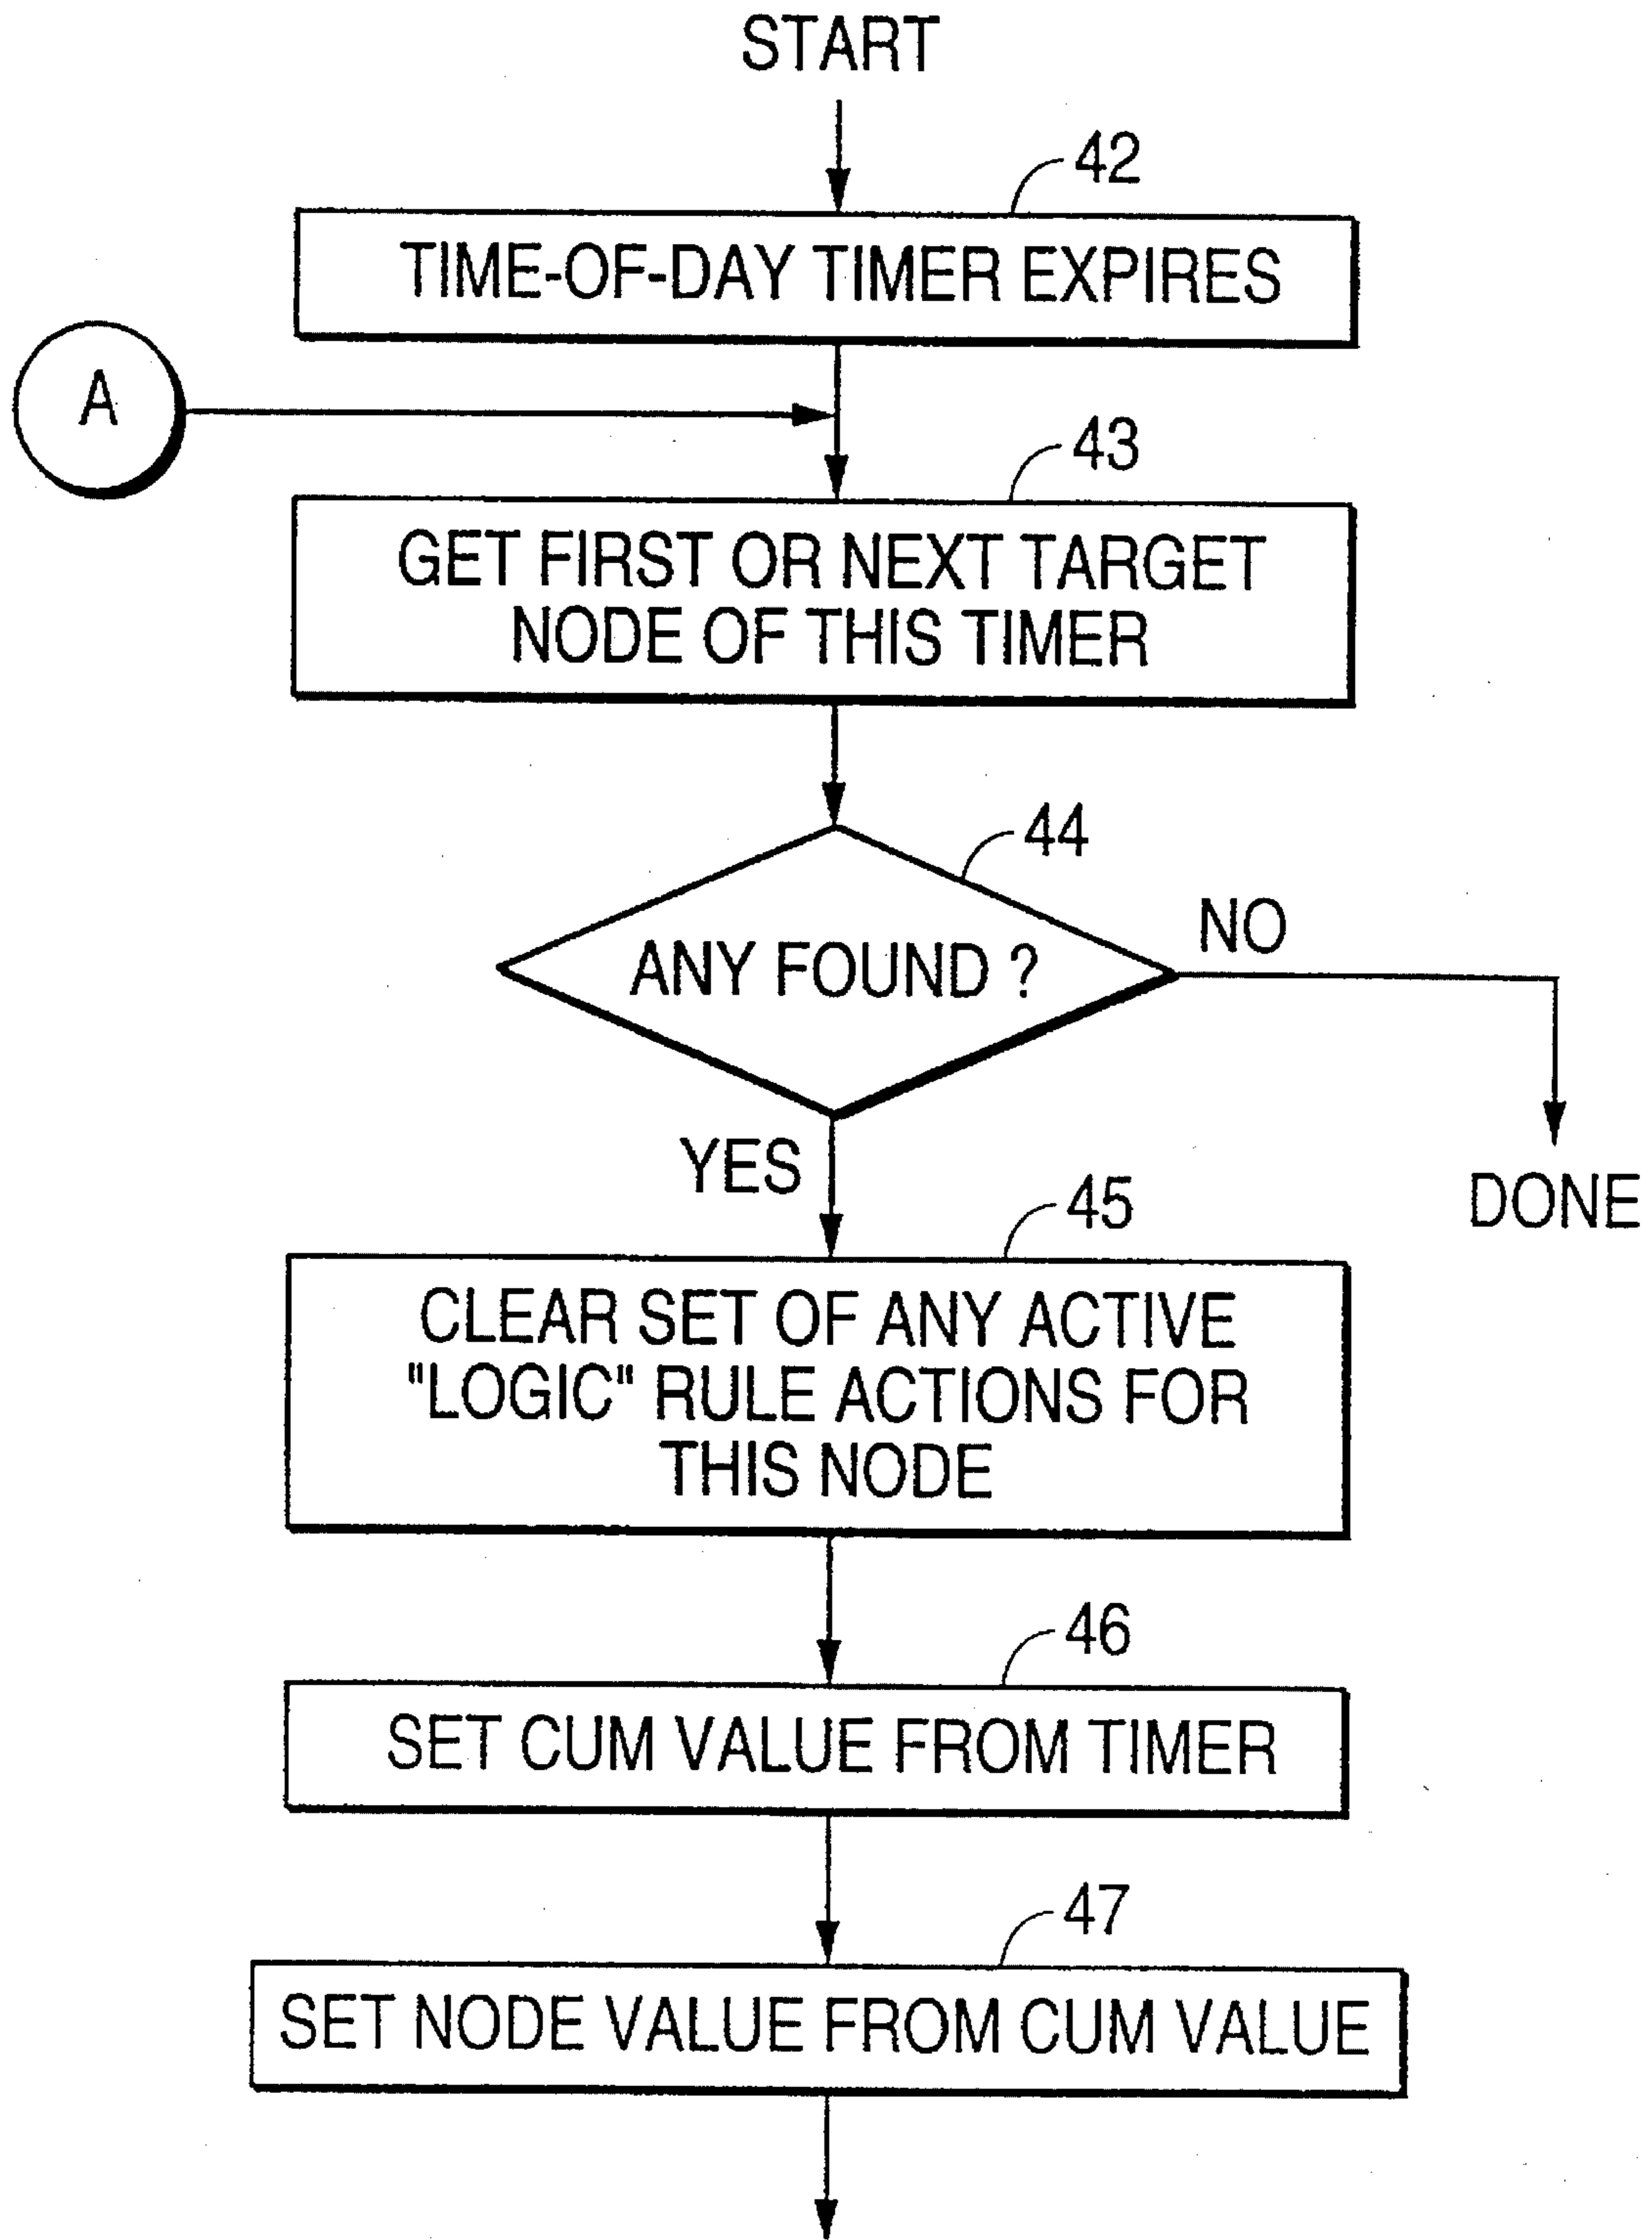 START
42
TIME-OF-DAY TIMER EXPIRES
A
43
GET FIRST OR NEXT TARGET
NODE OF THIS TIMER
44
ANY FOUND ?
NO
YES
DONE
45
CLEAR SET OF ANY ACTIVE
"LOGIC" RULE ACTIONS FOR
THIS NODE
46
SET CUM VALUE FROM TIMER
47
SET NODE VALUE FROM CUM VALUE